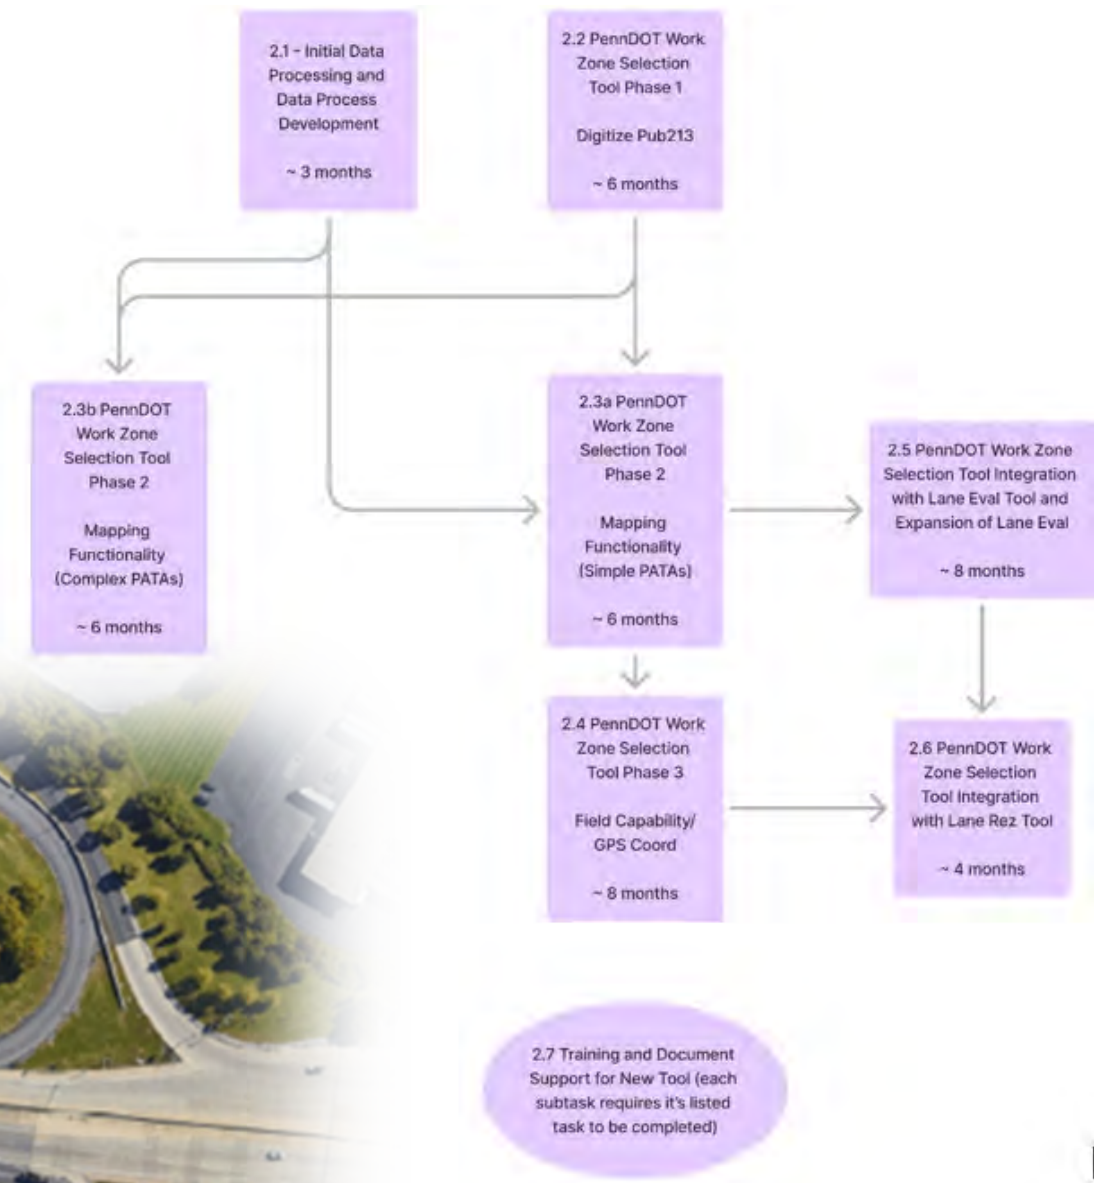 2.1 - Initial Data
Processing and
Data Process
Development
~ 3 months
2.2 PennDOT Work
Zone Selection
Tool Phase 1
Digitize Pub213
~ 6 months
2.3b PennDOT
Work Zone
Selection Tool
Phase 2
Mapping
Functionality
(Complex PATAs)
~ 6 months
2.3a PennDOT
Work Zone
Selection Tool
Phase 2
Mapping
Functionality
(Simple PATAs)
~ 6 months
2.5 PennDOT Work Zone
Selection Tool Integration
with Lane Eval Tool and
Expansion of Lane Eval
~ 8 months
2.4 PennDOT Work
Zone Selection
Tool Phase 3
Field Capability/
GPS Coord
~ 8 months
2.6 PennDOT Work
Zone Selection
Tool Integration
with Lane Rez Tool
~ 4 months
2.7 Training and Document
Support for New Tool (each
subtask requires it's listed
task to be completed)